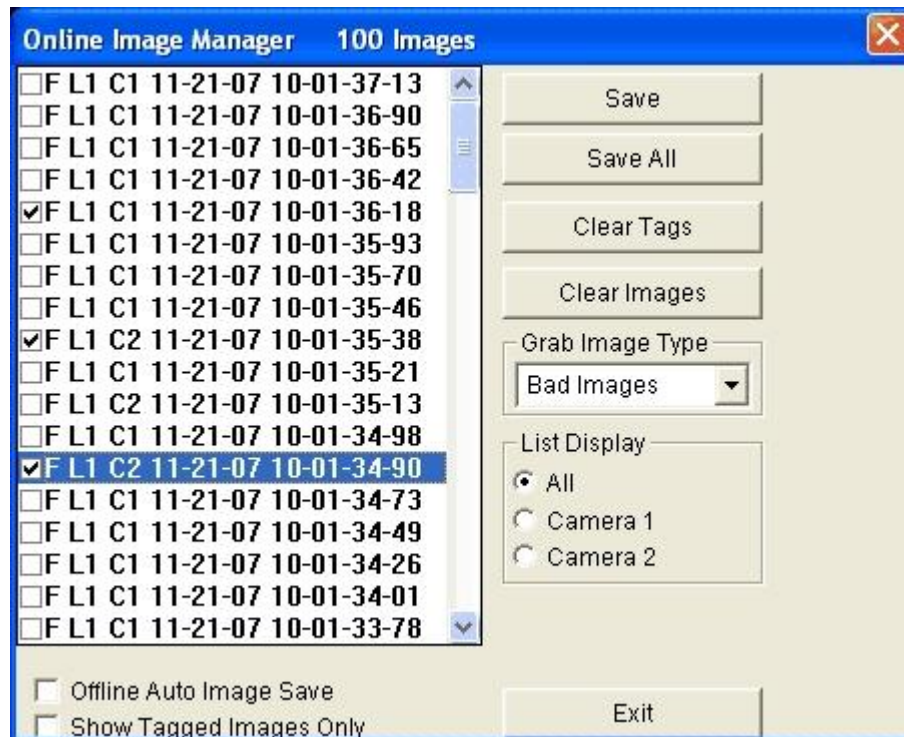 Online Image Manager 100 Images
F L1 C1 11-21-07 10-01-37-13
F L1 C1 11-21-07 10-01-36-90
F L1 C1 11-21-07 10-01-36-65
F L1 C1 11-21-07 10-01-36-42
F L1 C1 11-21-07 10-01-36-18
F L1 C1 11-21-07 10-01-35-93
F L1 C1 11-21-07 10-01-35-70
F L1 C1 11-21-07 10-01-35-46
F L1 C2 11-21-07 10-01-35-38
F L1 C1 11-21-07 10-01-35-21
F L1 C2 11-21-07 10-01-35-13
F L1 C1 11-21-07 10-01-34-98
F L1 C2 11-21-07 10-01-34-90
F L1 C1 11-21-07 10-01-34-73
F L1 C1 11-21-07 10-01-34-49
F L1 C1 11-21-07 10-01-34-26
F L1 C1 11-21-07 10-01-34-01
F L1 C1 11-21-07 10-01-33-78
Save
Save All
Clear Tags
Clear Images
Grab Image Type
Bad Images
List Display
All
Camera 1
Camera 2
Offline Auto Image Save
Show Tagged Images Only
Exit